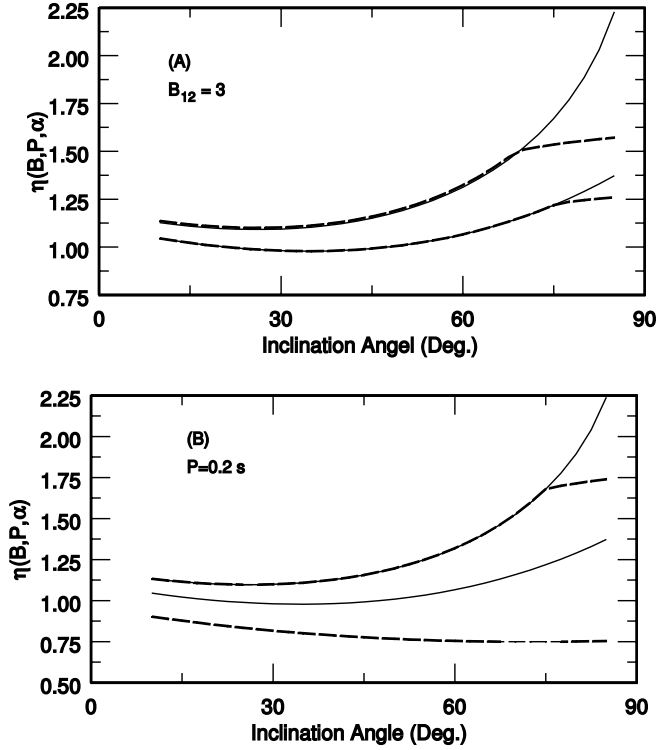 2.25
2.00
1.75
1.50
1.25
1.00
0.75
η(B,P,α)
(A)
B12 = 3
0 30 60 90
Inclination Angel (Deg.)
2.25
2.00
1.75
1.50
1.25
1.00
0.75
0.50
η(B,P,α)
(B)
P=0.2 s
0 30 60 90
Inclination Angle (Deg.)